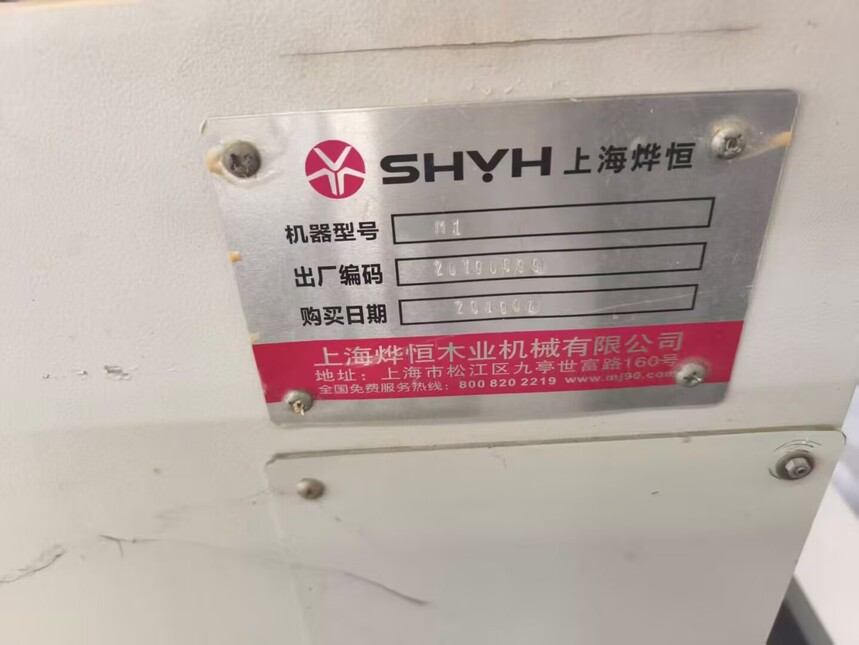 SHYH 上海烨恒
机器型号 M1
出厂编码
购买日期
上海烨恒木业机械有限公司
地址：上海市松江区九亭世富路160号
全国免费服务热线：800 820 2219 www.mj90.com